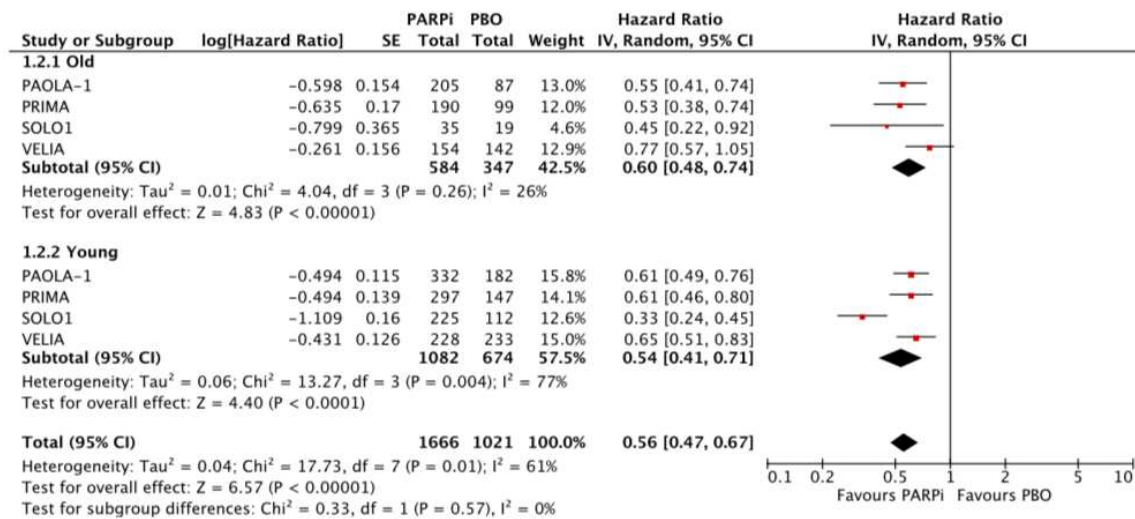 PARPi PBO Hazard Ratio Hazard Ratio
Study or Subgroup log[Hazard Ratio] SE Total Total Weight IV, Random, 95% CI IV, Random, 95% CI
1.2.1 Old
PAOLA-1 -0.598 0.154 205 87 13.0% 0.55 [0.41, 0.74]
PRIMA -0.635 0.17 190 99 12.0% 0.53 [0.38, 0.74]
SOLO1 -0.799 0.365 35 19 4.6% 0.45 [0.22, 0.92]
VELIA -0.261 0.156 154 142 12.9% 0.77 [0.57, 1.05]
Subtotal (95% CI) 584 347 42.5% 0.60 [0.48, 0.74]
Heterogeneity: Tau² = 0.01; Chi² = 4.04, df = 3 (P = 0.26); I² = 26%
Test for overall effect: Z = 4.83 (P < 0.00001)
1.2.2 Young
PAOLA-1 -0.494 0.115 332 182 15.8% 0.61 [0.49, 0.76]
PRIMA -0.494 0.139 297 147 14.1% 0.61 [0.46, 0.80]
SOLO1 -1.109 0.16 225 112 12.6% 0.33 [0.24, 0.45]
VELIA -0.431 0.126 228 233 15.0% 0.65 [0.51, 0.83]
Subtotal (95% CI) 1082 674 57.5% 0.54 [0.41, 0.71]
Heterogeneity: Tau² = 0.06; Chi² = 13.27, df = 3 (P = 0.004); I² = 77%
Test for overall effect: Z = 4.40 (P < 0.0001)
Total (95% CI) 1666 1021 100.0% 0.56 [0.47, 0.67]
Heterogeneity: Tau² = 0.04; Chi² = 17.73, df = 7 (P = 0.01); I² = 61%
Test for overall effect: Z = 6.57 (P < 0.00001)
Test for subgroup differences: Chi² = 0.33, df = 1 (P = 0.57), I² = 0%
0.1 0.2 0.5 1 2 5 10
Favours PARPi Favours PBO